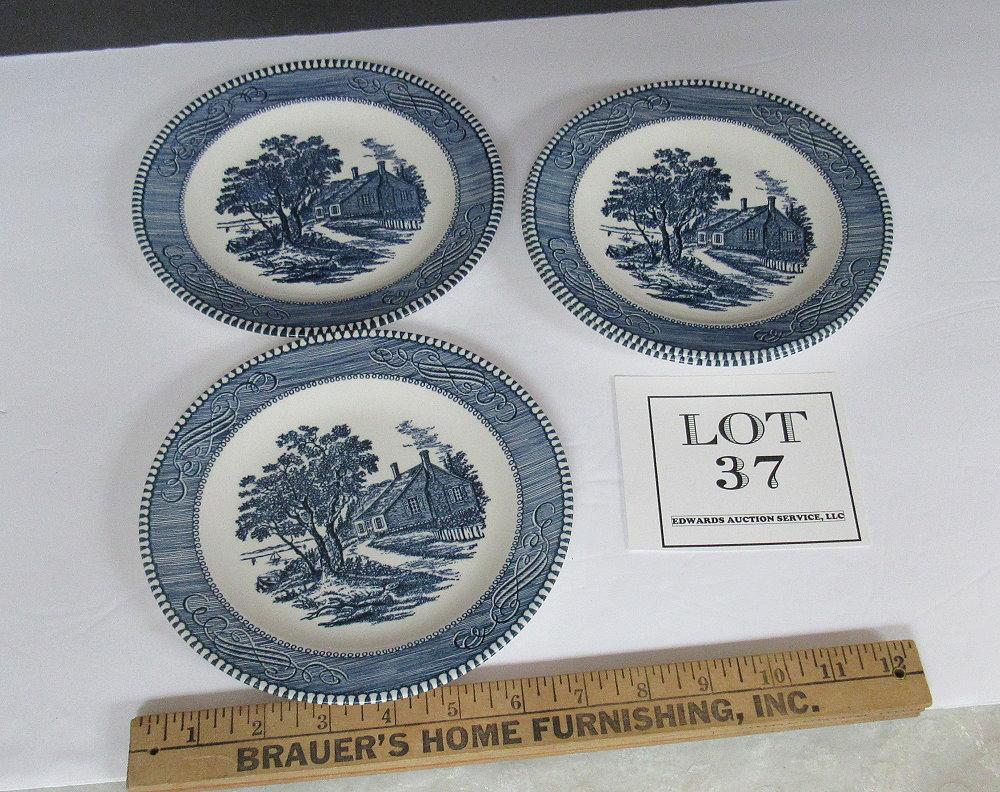 LOT
37
EDWARDS AUCTION SERVICE, LLC
1 2 3 4 5 6 7 8 9 10 11 12
BRAUER'S HOME FURNISHING, INC.